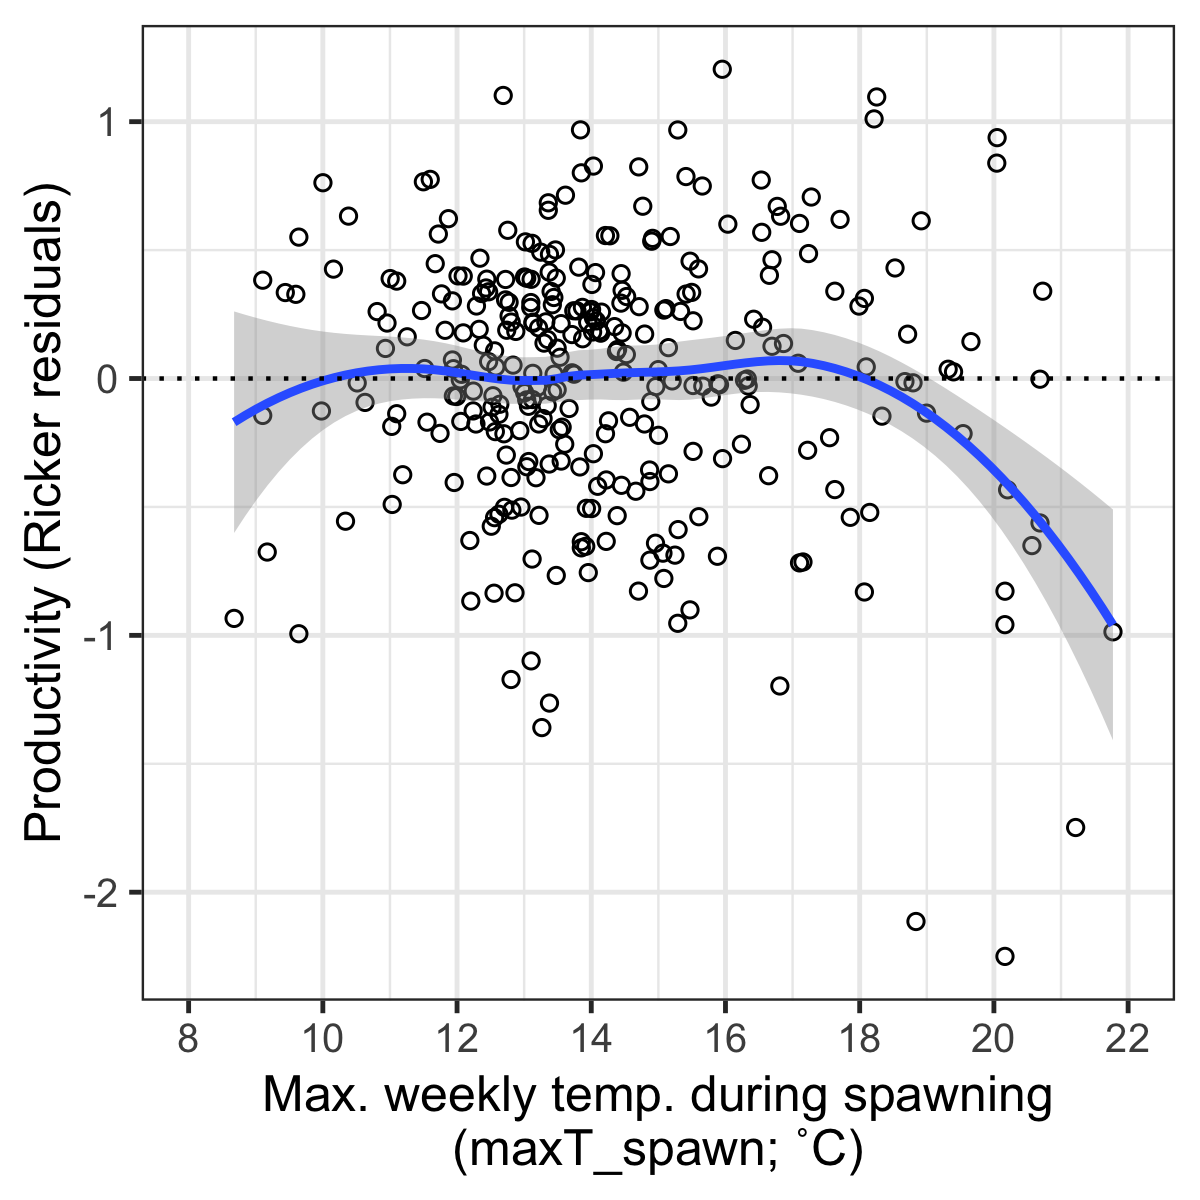 Productivity (Ricker residuals)
1
0
-1
-2
8 10 12 14 16 18 20 22
Max. weekly temp. during spawning
(maxT_spawn; ˚C)